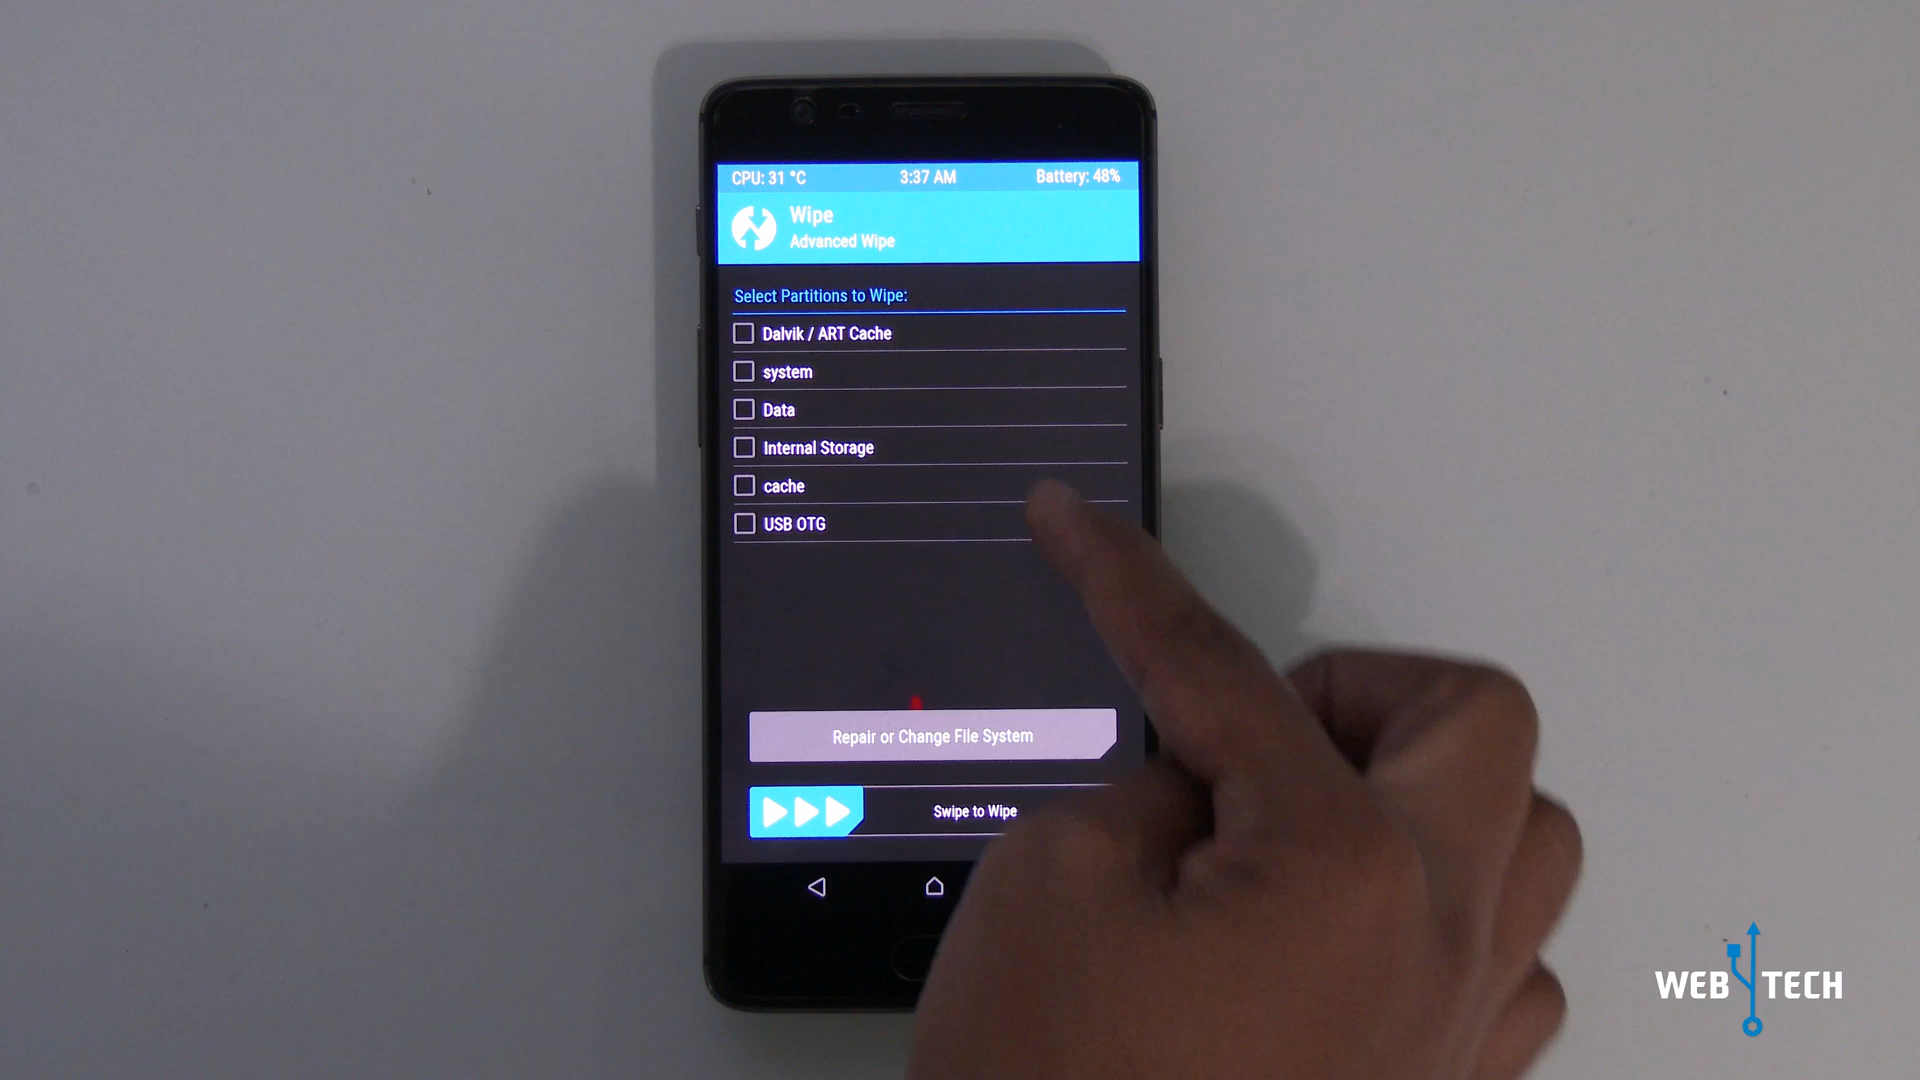 CPU: 31 °C 3:37 AM Battery: 48%
Wipe
Advanced Wipe
Select Partitions to Wipe:
Dalvik / ART Cache
system
Data
Internal Storage
cache
USB OTG
Repair or Change File System
Swipe to Wipe
WEB TECH